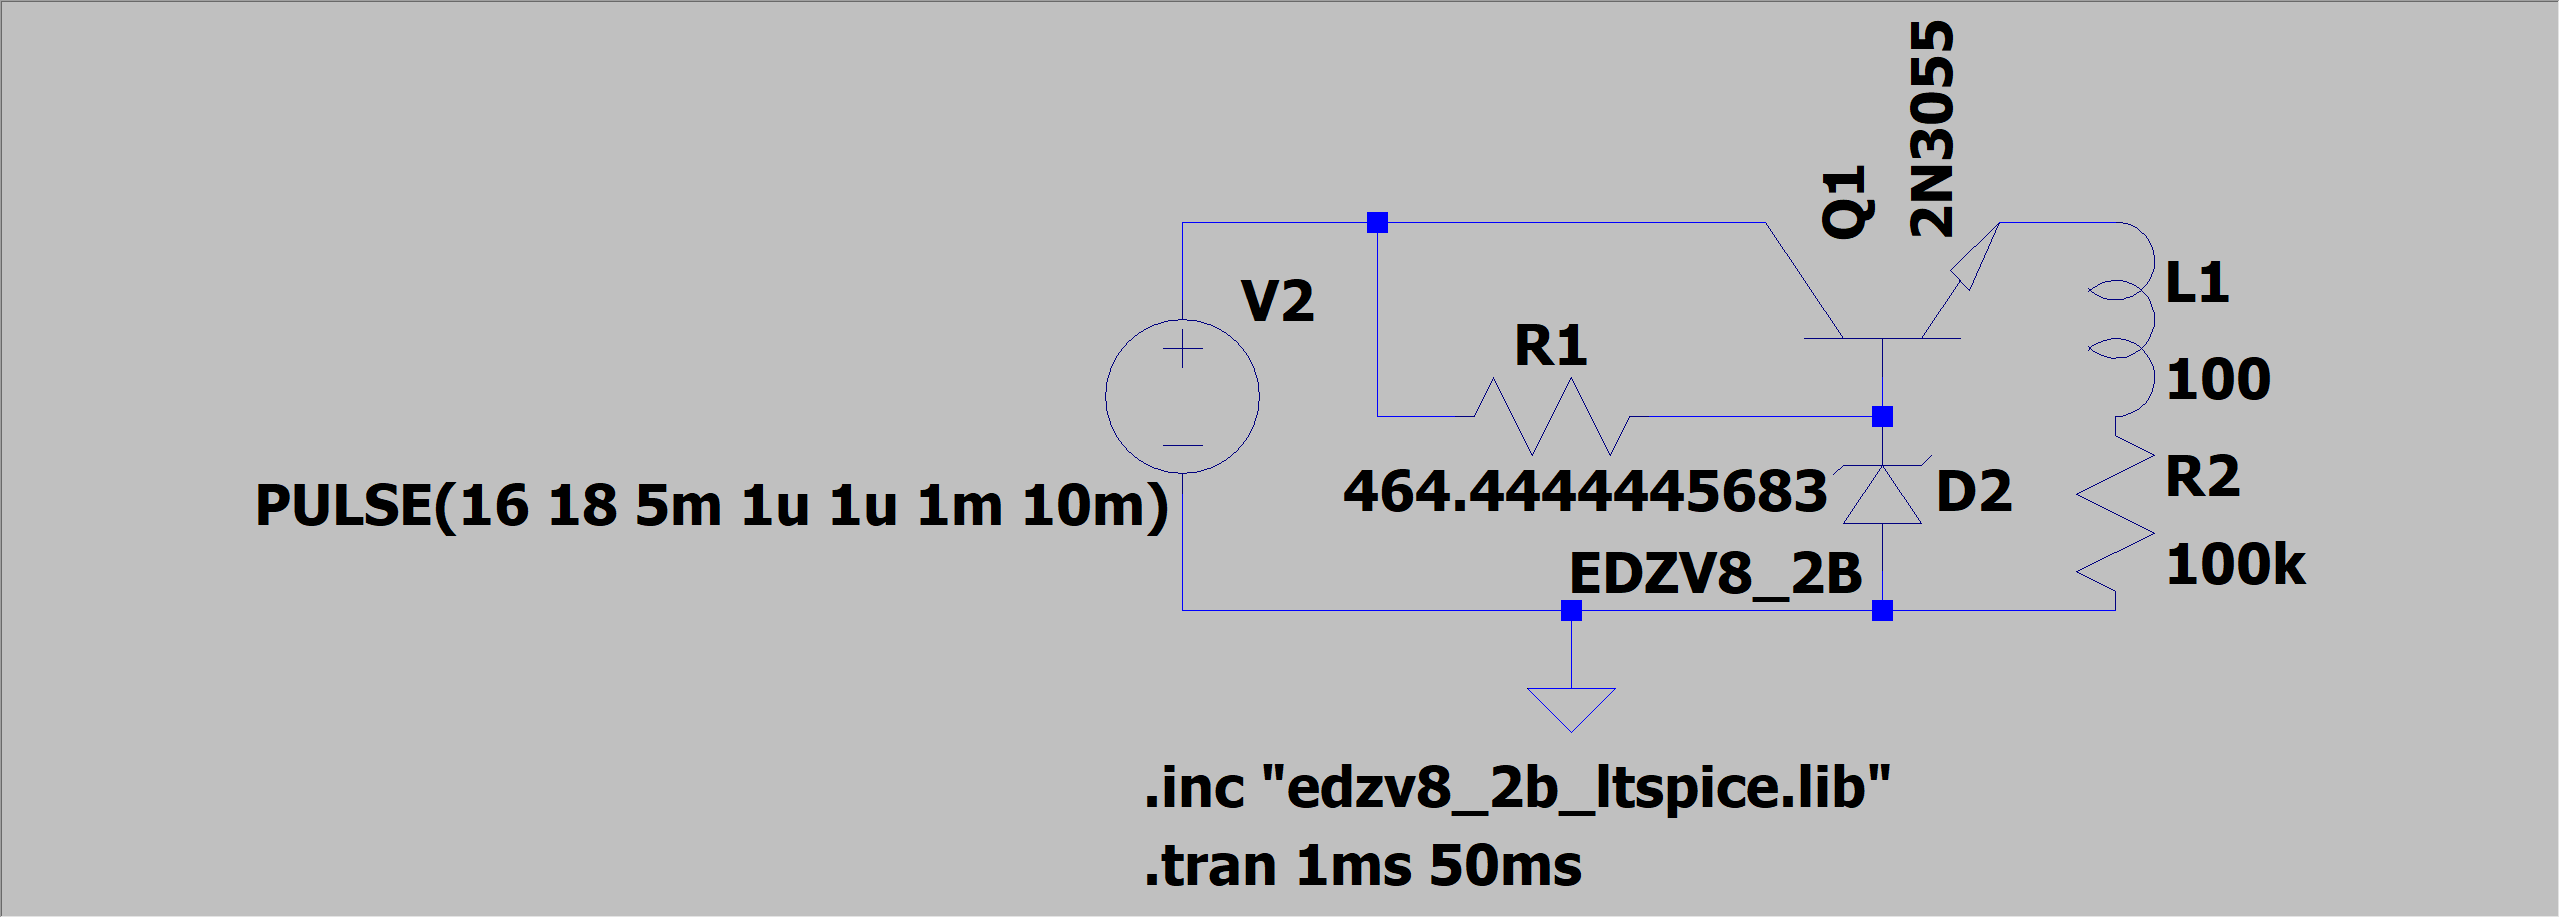 Q1
2N3055
V2
R1
L1
100
464.4444445683
D2
R2
PULSE(16 18 5m 1u 1u 1m 10m)
EDZV8_2B
100k
.inc "edzv8_2b_ltspice.lib"
.tran 1ms 50ms